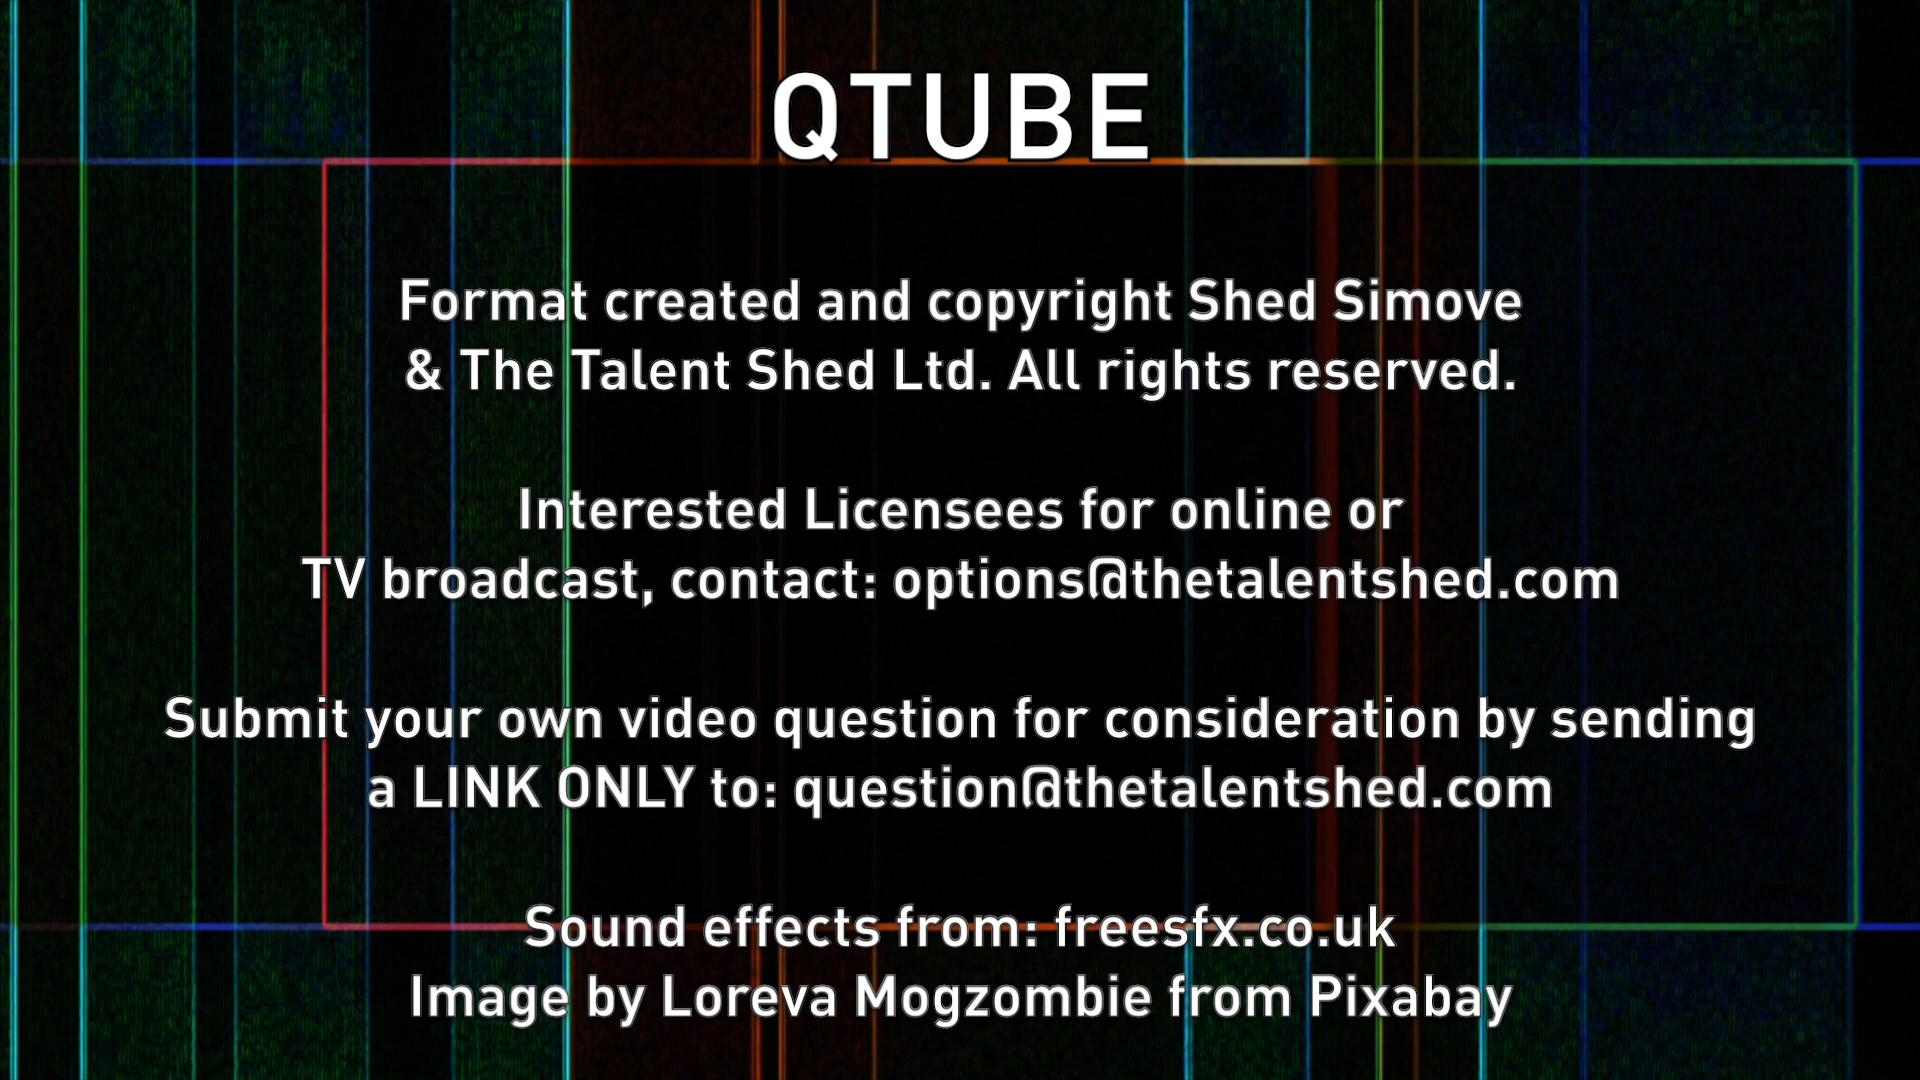 QTUBE
Format created and copyright Shed Simove
& The Talent Shed Ltd. All rights reserved.
Interested Licensees for online or
TV broadcast, contact: options@thetalentshed.com
Submit your own video question for consideration by sending
a LINK ONLY to: question@thetalentshed.com
Sound effects from: freesfx.co.uk
Image by Loreva Mogzombie from Pixabay